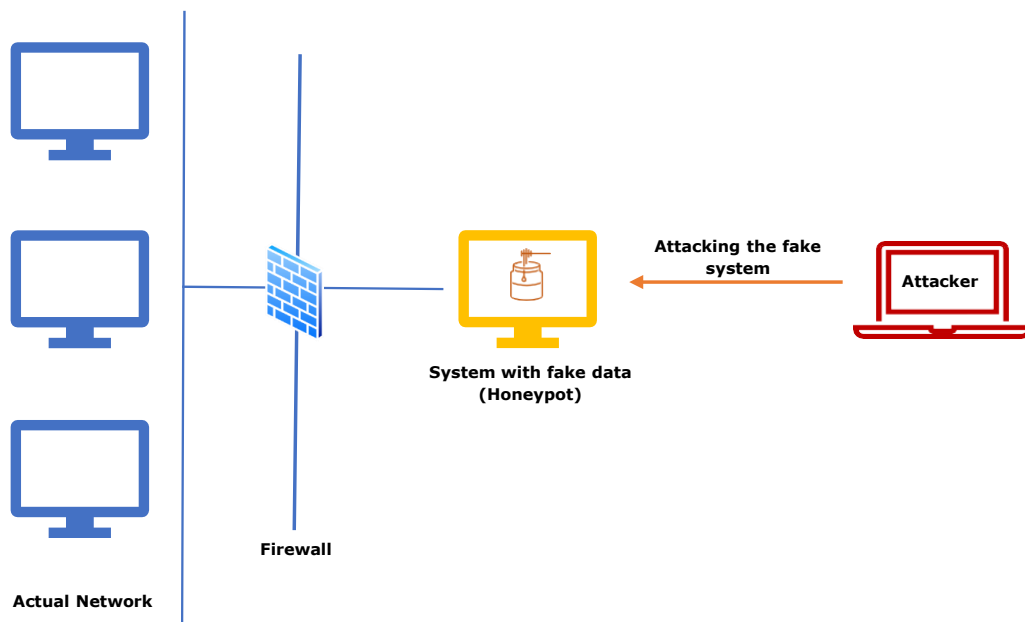 Attacking the fake
system
Attacker
System with fake data
(Honeypot)
Firewall
Actual Network